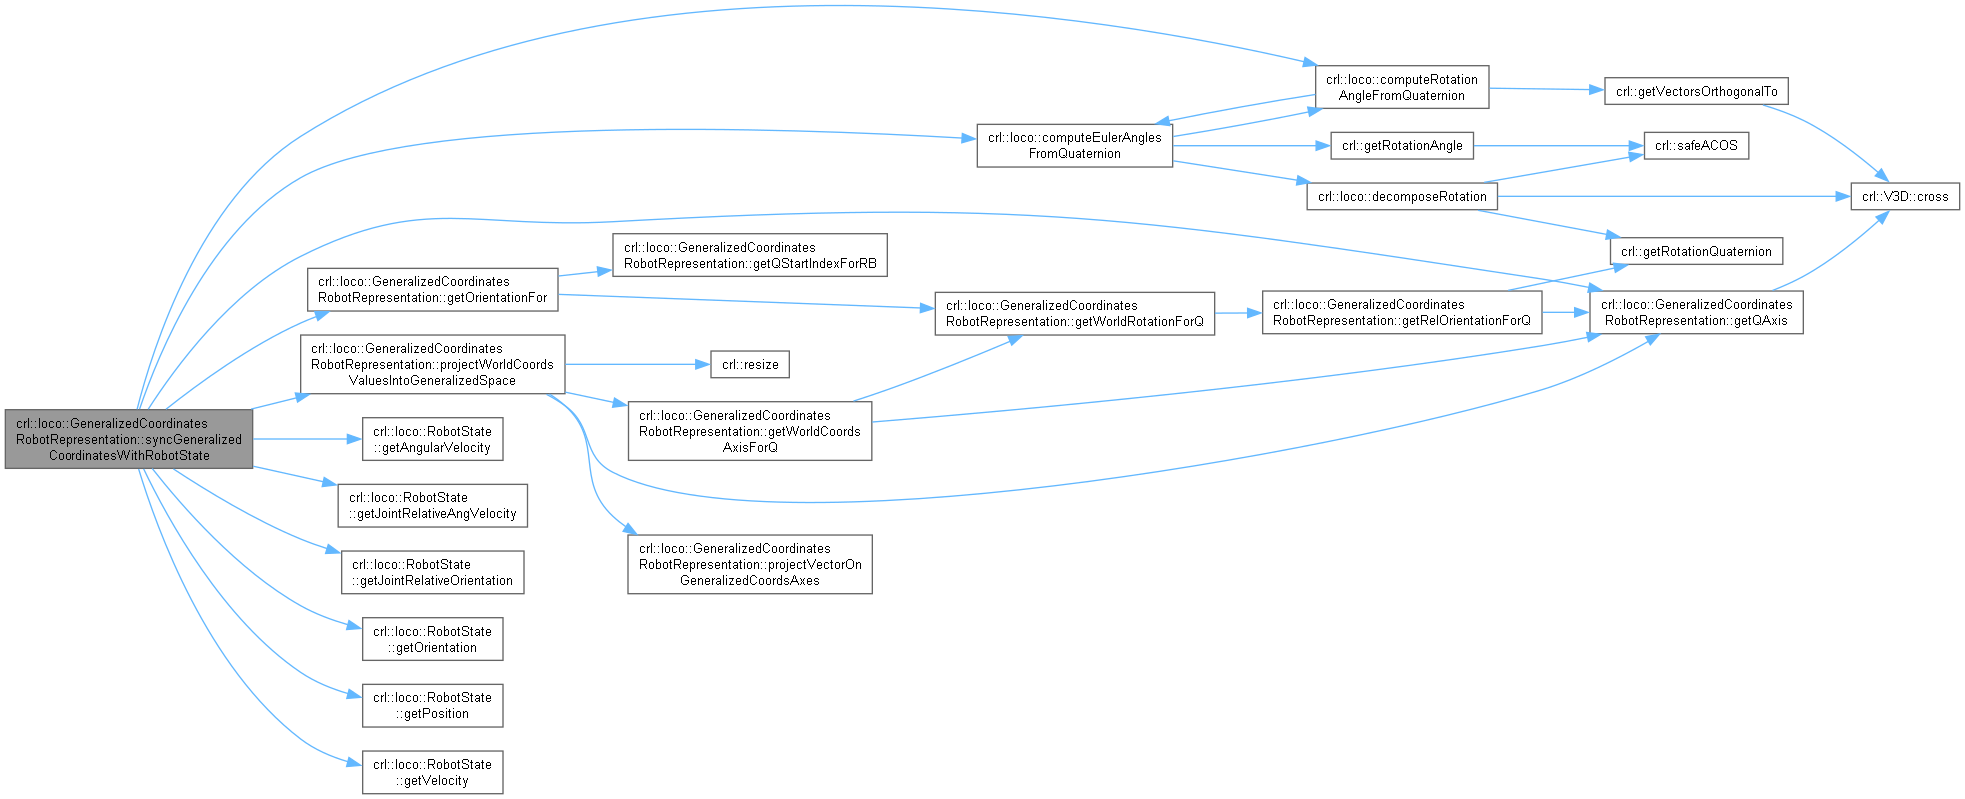 crl::loco::GeneralizedCoordinates
RobotRepresentation::syncGeneralized
CoordinatesWithRobotState
crl::loco::computeRotation
AngleFromQuaternion
crl::getVectorsOrthogonalTo
crl::loco::computeEulerAngles
FromQuaternion
crl::getRotationAngle
crl::safeACOS
crl::loco::decomposeRotation
crl::V3D::cross
crl::getRotationQuaternion
crl::loco::GeneralizedCoordinates
RobotRepresentation::getQStartIndexForRB
crl::loco::GeneralizedCoordinates
RobotRepresentation::getOrientationFor
crl::loco::GeneralizedCoordinates
RobotRepresentation::getWorldRotationForQ
crl::loco::GeneralizedCoordinates
RobotRepresentation::getRelOrientationForQ
crl::loco::GeneralizedCoordinates
RobotRepresentation::getQAxis
crl::loco::GeneralizedCoordinates
RobotRepresentation::projectWorldCoords
ValuesIntoGeneralizedSpace
crl::resize
crl::loco::GeneralizedCoordinates
RobotRepresentation::getWorldCoords
AxisForQ
crl::loco::RobotState
::getAngularVelocity
crl::loco::RobotState
::getJointRelativeAngVelocity
crl::loco::GeneralizedCoordinates
RobotRepresentation::projectVectorOn
GeneralizedCoordsAxes
crl::loco::RobotState
::getJointRelativeOrientation
crl::loco::RobotState
::getOrientation
crl::loco::RobotState
::getPosition
crl::loco::RobotState
::getVelocity